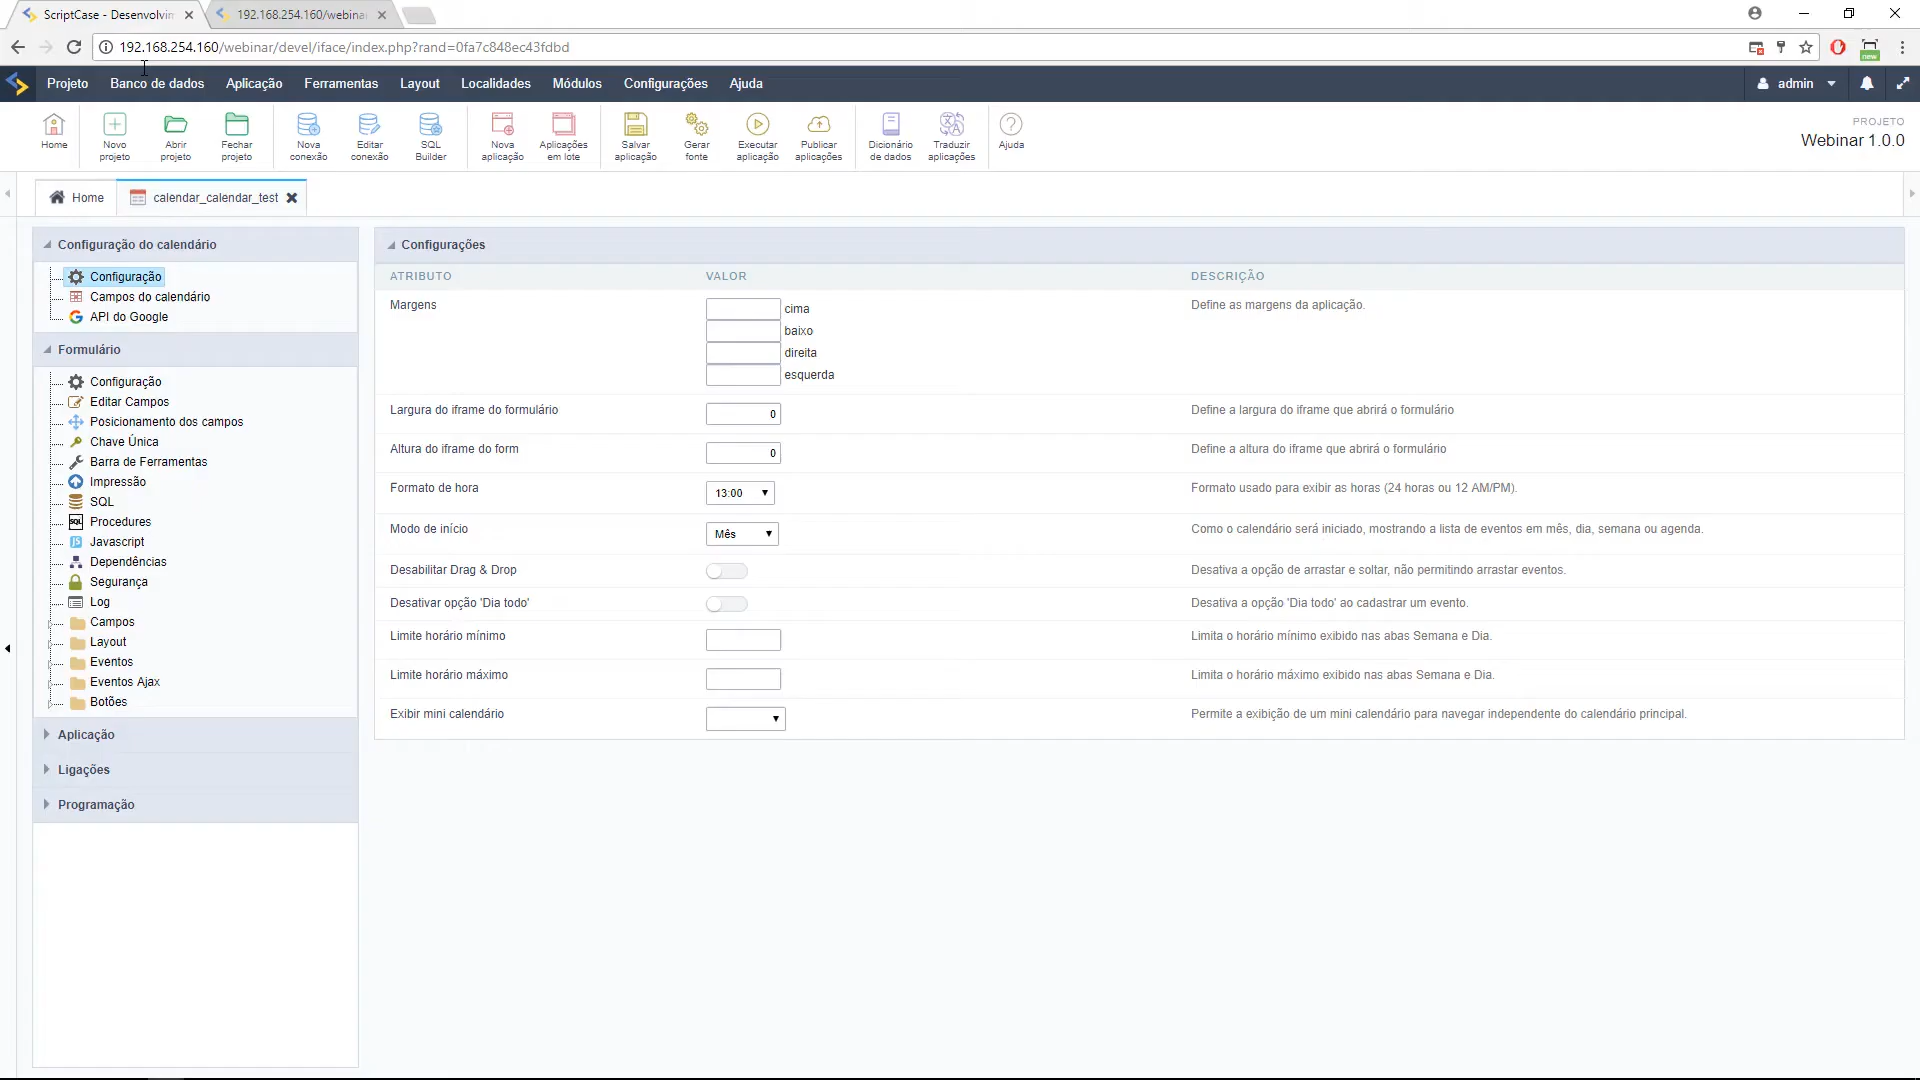 ScriptCase - Desenvolvim
192.168.254.160/webinar
192.168.254.160/webinar/devel/iface/index.php?rand=0fa7c848ec43fdbd
new
Projeto Banco de dados Aplicação Ferramentas Layout Localidades Módulos Configurações Ajuda admin
Home
Novo projeto
Abrir projeto
Fechar projeto
Nova conexão
Editar conexão
SQL Builder
Nova aplicação
Aplicações em lote
Salvar aplicação
Gerar fonte
Executar aplicação
Publicar aplicações
Dicionário de dados
Traduzir aplicações
Ajuda
PROJETO
Webinar 1.0.0
Home calendar_calendar_test
Configuração do calendário
Configuração
Campos do calendário
API do Google
Formulário
Configuração
Editar Campos
Posicionamento dos campos
Chave Única
Barra de Ferramentas
Impressão
SQL
SQL Procedures
JS Javascript
Dependências
Segurança
Log
Campos
Layout
Eventos
Eventos Ajax
Botões
Aplicação
Ligações
Programação
Configurações
ATRIBUTO VALOR DESCRIÇÃO
Margens cima Define as margens da aplicação.
baixo
direita
esquerda
Largura do iframe do formulário 0 Define a largura do iframe que abrirá o formulário
Altura do iframe do form 0 Define a altura do iframe que abrirá o formulário
Formato de hora 13:00 Formato usado para exibir as horas (24 horas ou 12 AM/PM).
Modo de início Mês Como o calendário será iniciado, mostrando a lista de eventos em mês, dia, semana ou agenda.
Desabilitar Drag & Drop Desativa a opção de arrastar e soltar, não permitindo arrastar eventos.
Desativar opção 'Dia todo' Desativa a opção 'Dia todo' ao cadastrar um evento.
Limite horário mínimo Limita o horário mínimo exibido nas abas Semana e Dia.
Limite horário máximo Limita o horário máximo exibido nas abas Semana e Dia.
Exibir mini calendário Permite a exibição de um mini calendário para navegar independente do calendário principal.